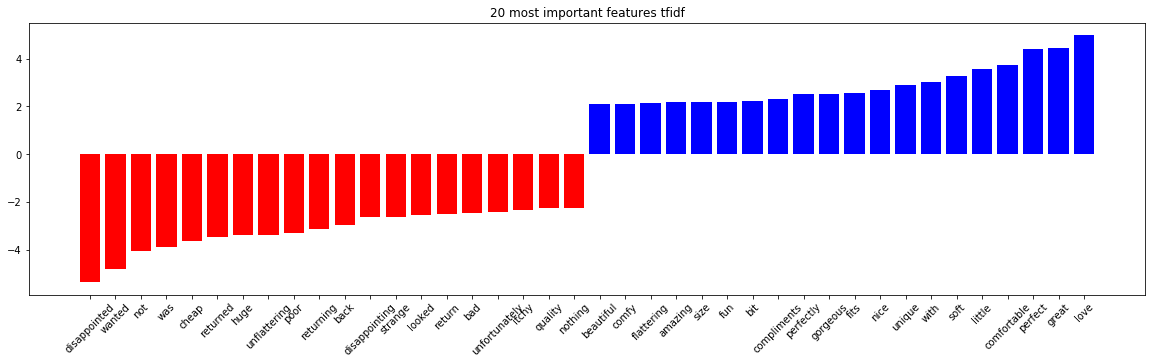 20 most important features tfidf
4
2
0
−2
−4
disappointed
wanted
not
was
cheap
returned
huge
unflattering
poor
returning
back
disappointing
strange
looked
return
bad
unfortunately
itchy
quality
nothing
beautiful
comfy
flattering
amazing
size
fun
bit
compliments
perfectly
gorgeous
fits
nice
unique
with
soft
little
comfortable
perfect
great
love